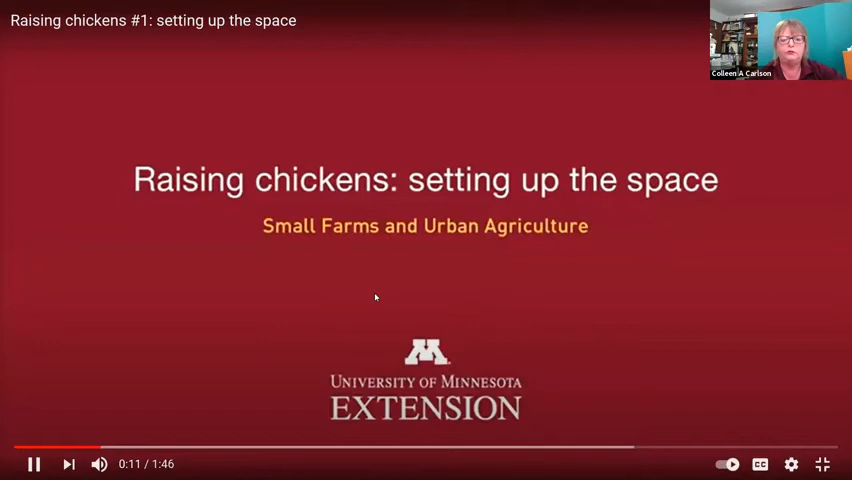 Raising chickens #1: setting up the space
Colleen A Carlson
Raising chickens: setting up the space
Small Farms and Urban Agriculture
M
UNIVERSITY OF MINNESOTA
EXTENSION
0:11 / 1:46
CC